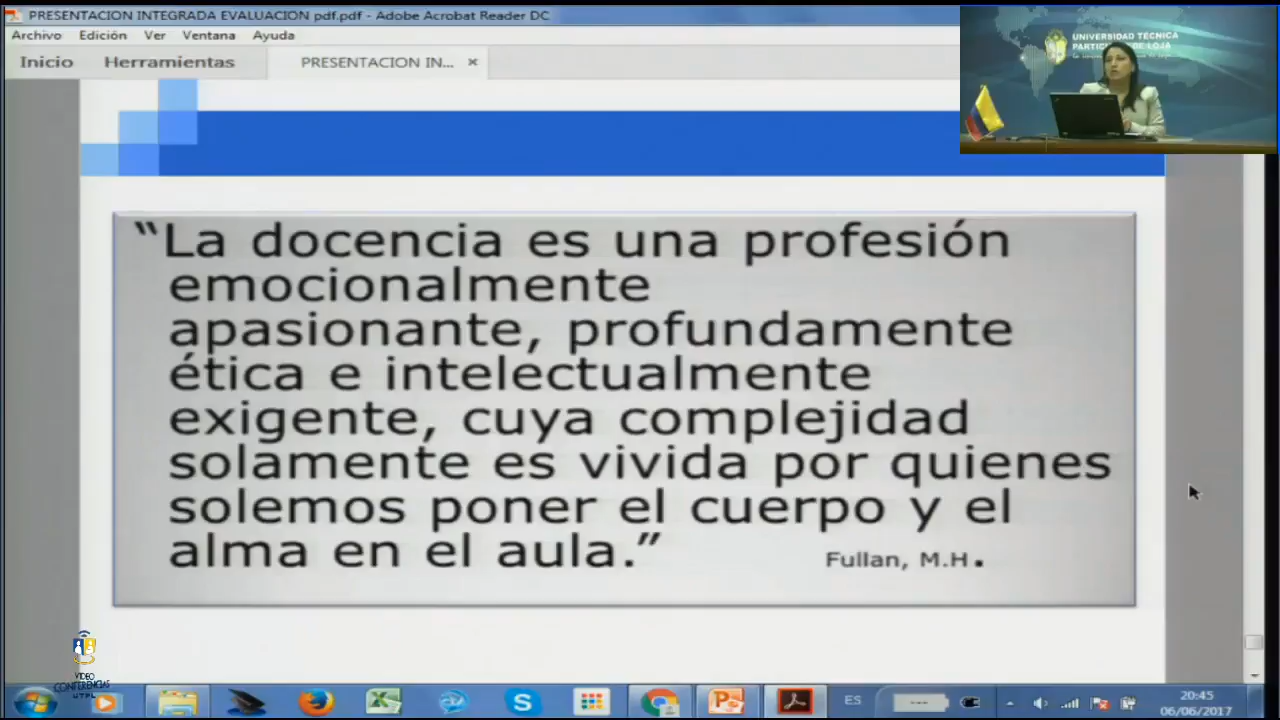 PRESENTACION INTEGRADA EVALUACION pdf.pdf - Adobe Acrobat Reader DC
Archivo Edición Ver Ventana Ayuda
Inicio Herramientas PRESENTACION IN... ×
UNIVERSIDAD TÉCNICA
PARTICULAR DE LOJA
“La docencia es una profesión
emocionalmente
apasionante, profundamente
ética e intelectualmente
exigente, cuya complejidad
solamente es vivida por quienes
solemos poner el cuerpo y el
alma en el aula.”
Fullan, M.H.
VIDEO
CONFERENCIAS
UTPL
ES
20:45
06/06/2017